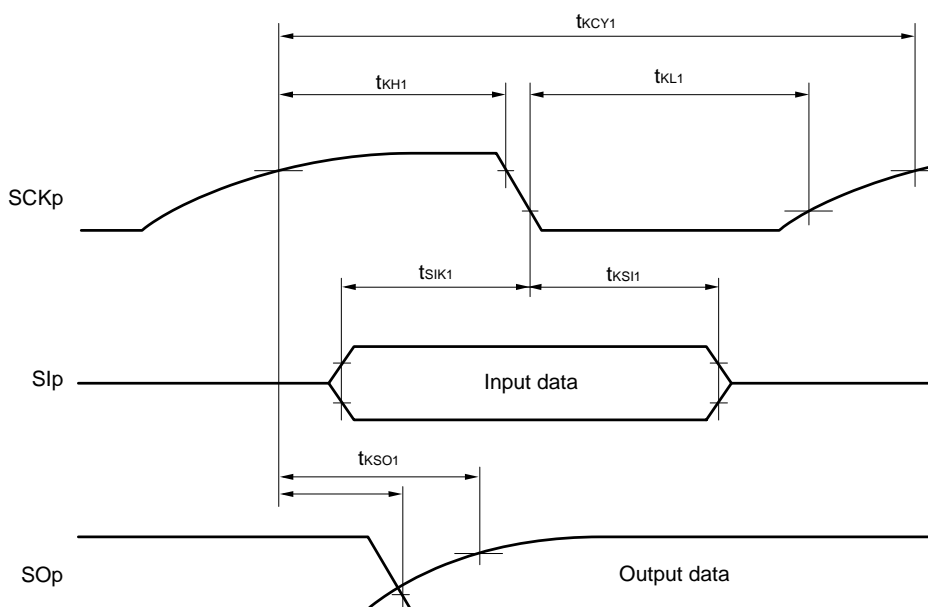 tKCY1
tKH1
tKL1
SCKp
tSIK1
tKSI1
SIp
Input data
tKSO1
SOp
Output data